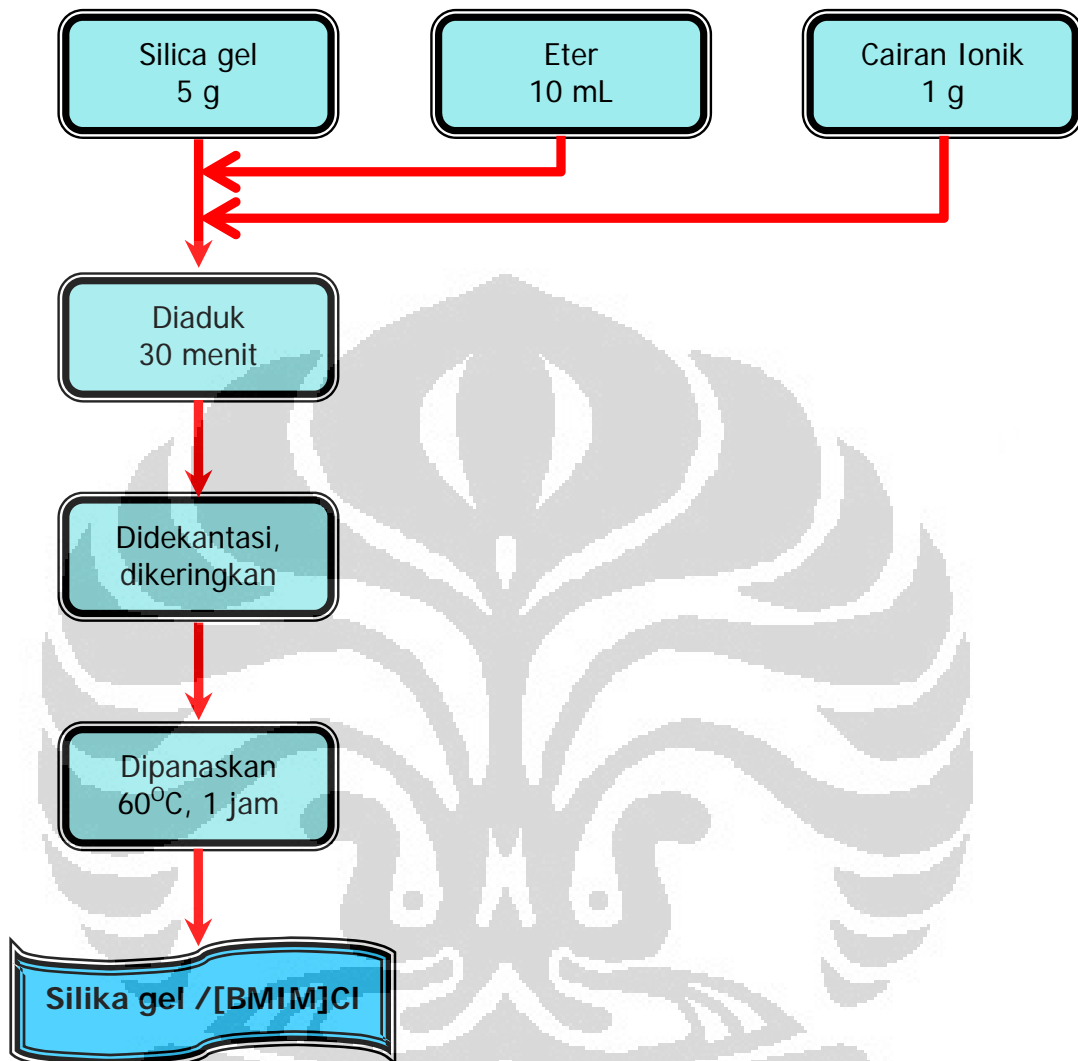 Silica gel
5 g
Eter
10 mL
Cairan Ionik
1 g
Diaduk
30 menit
Didekantasi,
dikeringkan
Dipanaskan
60⁰C, 1 jam
Silika gel /[BMIM]Cl